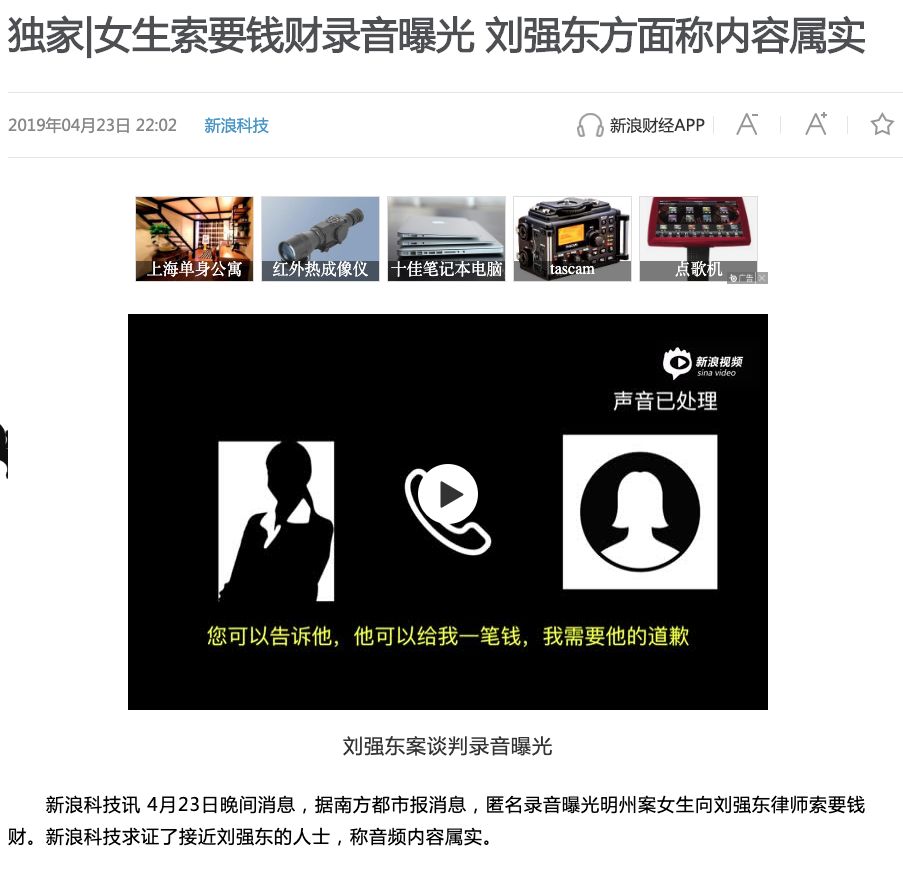 独家|女生索要钱财录音曝光 刘强东方面称内容属实
2019年04月23日 22:02 新浪科技 新浪财经APP A- A+
上海单身公寓 红外热成像仪 十佳笔记本电脑 tascam 点歌机
广告
新浪视频
sina video
声音已处理
您可以告诉他，他可以给我一笔钱，我需要他的道歉
刘强东案谈判录音曝光
新浪科技讯 4月23日晚间消息，据南方都市报消息，匿名录音曝光明州案女生向刘强东律师索要钱
财。新浪科技求证了接近刘强东的人士，称音频内容属实。